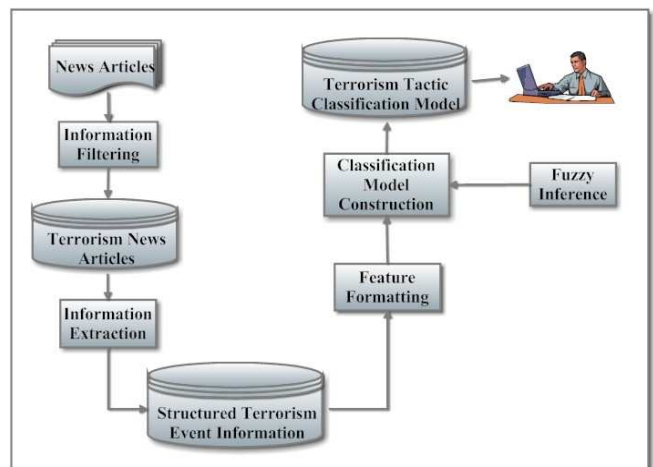 News Articles
Information
Filtering
Terrorism News
Articles
Information
Extraction
Structured Terrorism
Event Information
Feature
Formatting
Classification
Model
Construction
Fuzzy
Inference
Terrorism Tactic
Classification Model